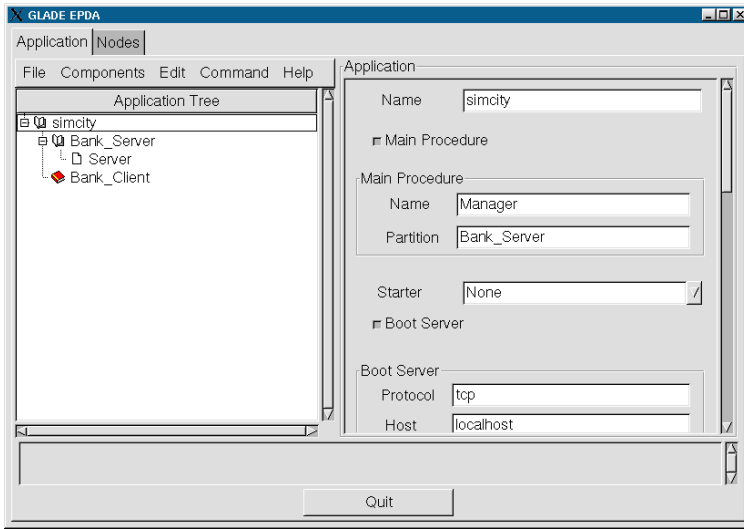 GLADE EPDA
Application Nodes
File Components Edit Command Help
Application Tree
simcity
Bank_Server
Server
Bank_Client
Application
Name simcity
Main Procedure
Main Procedure
Name Manager
Partition Bank_Server
Starter None
Boot Server
Boot Server
Protocol tcp
Host localhost
Quit